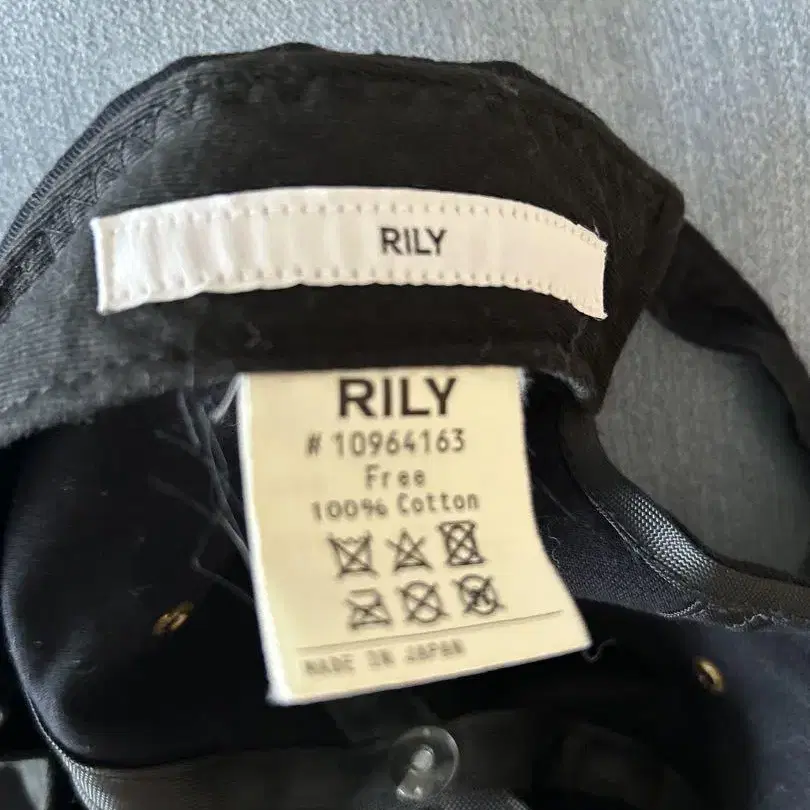 RILY
RILY
# 10964163
Free
100% Cotton
MADE IN JAPAN